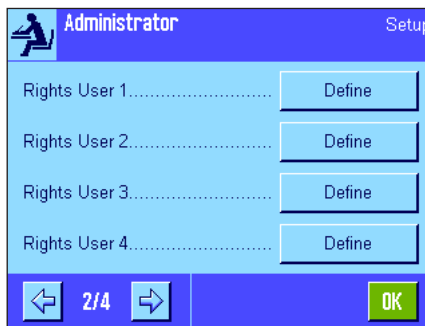 Administrator Setup
Rights User 1.......................... Define
Rights User 2.......................... Define
Rights User 3.......................... Define
Rights User 4.......................... Define
2/4 OK